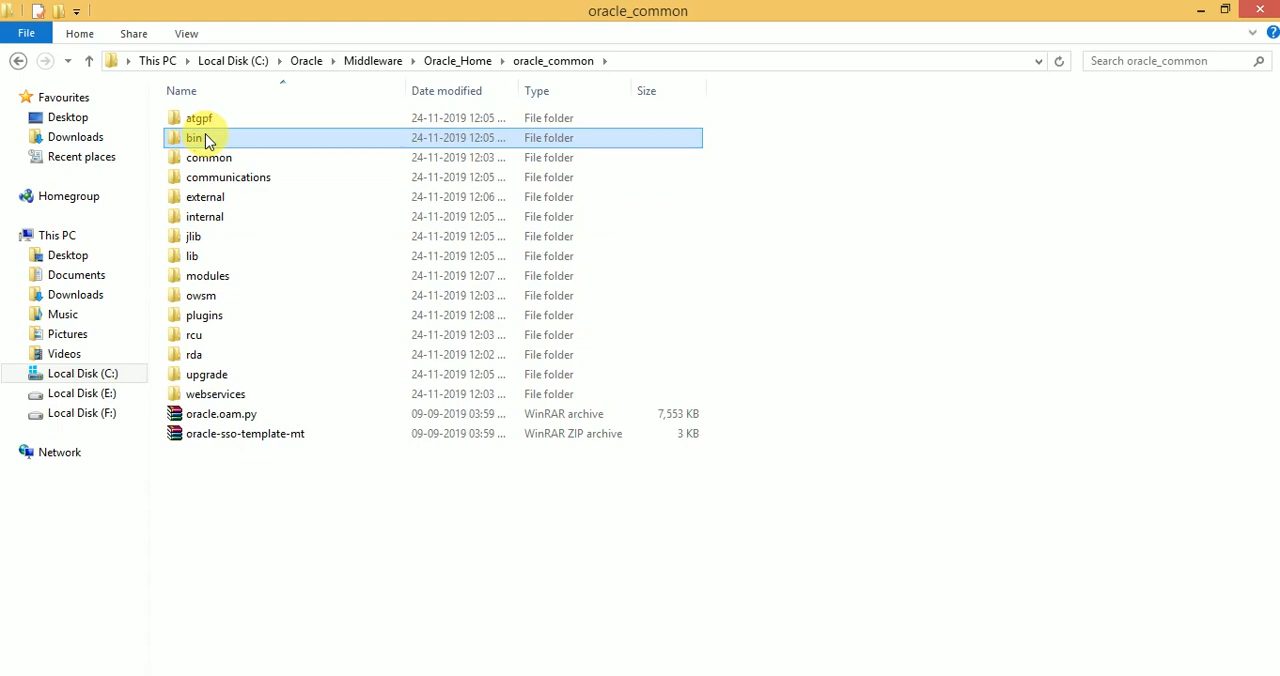 oracle_common
File Home Share View
This PC Local Disk (C:) Oracle Middleware Oracle_Home oracle_common
Search oracle_common
Name Date modified Type Size
Favourites
Desktop
Downloads
Recent places
Homegroup
This PC
Desktop
Documents
Downloads
Music
Pictures
Videos
Local Disk (C:)
Local Disk (E:)
Local Disk (F:)
Network
atgpf 24-11-2019 12:05 ... File folder
bin 24-11-2019 12:05 ... File folder
common 24-11-2019 12:03 ... File folder
communications 24-11-2019 12:05 ... File folder
external 24-11-2019 12:06 ... File folder
internal 24-11-2019 12:05 ... File folder
jlib 24-11-2019 12:05 ... File folder
lib 24-11-2019 12:05 ... File folder
modules 24-11-2019 12:07 ... File folder
owsm 24-11-2019 12:03 ... File folder
plugins 24-11-2019 12:08 ... File folder
rcu 24-11-2019 12:03 ... File folder
rda 24-11-2019 12:02 ... File folder
upgrade 24-11-2019 12:05 ... File folder
webservices 24-11-2019 12:03 ... File folder
oracle.oam.py 09-09-2019 03:59 ... WinRAR archive 7,553 KB
oracle-sso-template-mt 09-09-2019 03:59 ... WinRAR ZIP archive 3 KB